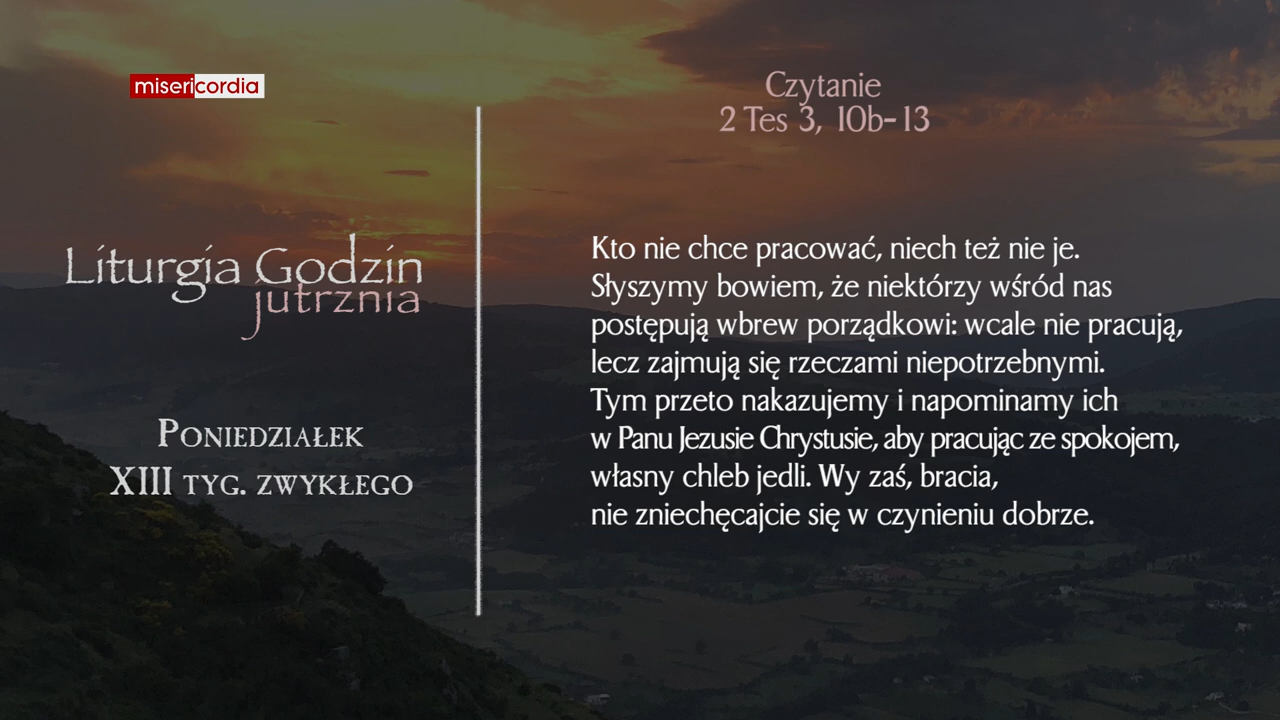 misericordia
Liturgia Godzin
jutrznia
Poniedziałek
XIII tyg. zwykłego
Czytanie
2 Tes 3, 10b-13
Kto nie chce pracować, niech też nie je.
Słyszymy bowiem, że niektórzy wśród nas
postępują wbrew porządkowi: wcale nie pracują,
lecz zajmują się rzeczami niepotrzebnymi.
Tym przeto nakazujemy i napominamy ich
w Panu Jezusie Chrystusie, aby pracując ze spokojem,
własny chleb jedli. Wy zaś, bracia,
nie zniechęcajcie się w czynieniu dobrze.